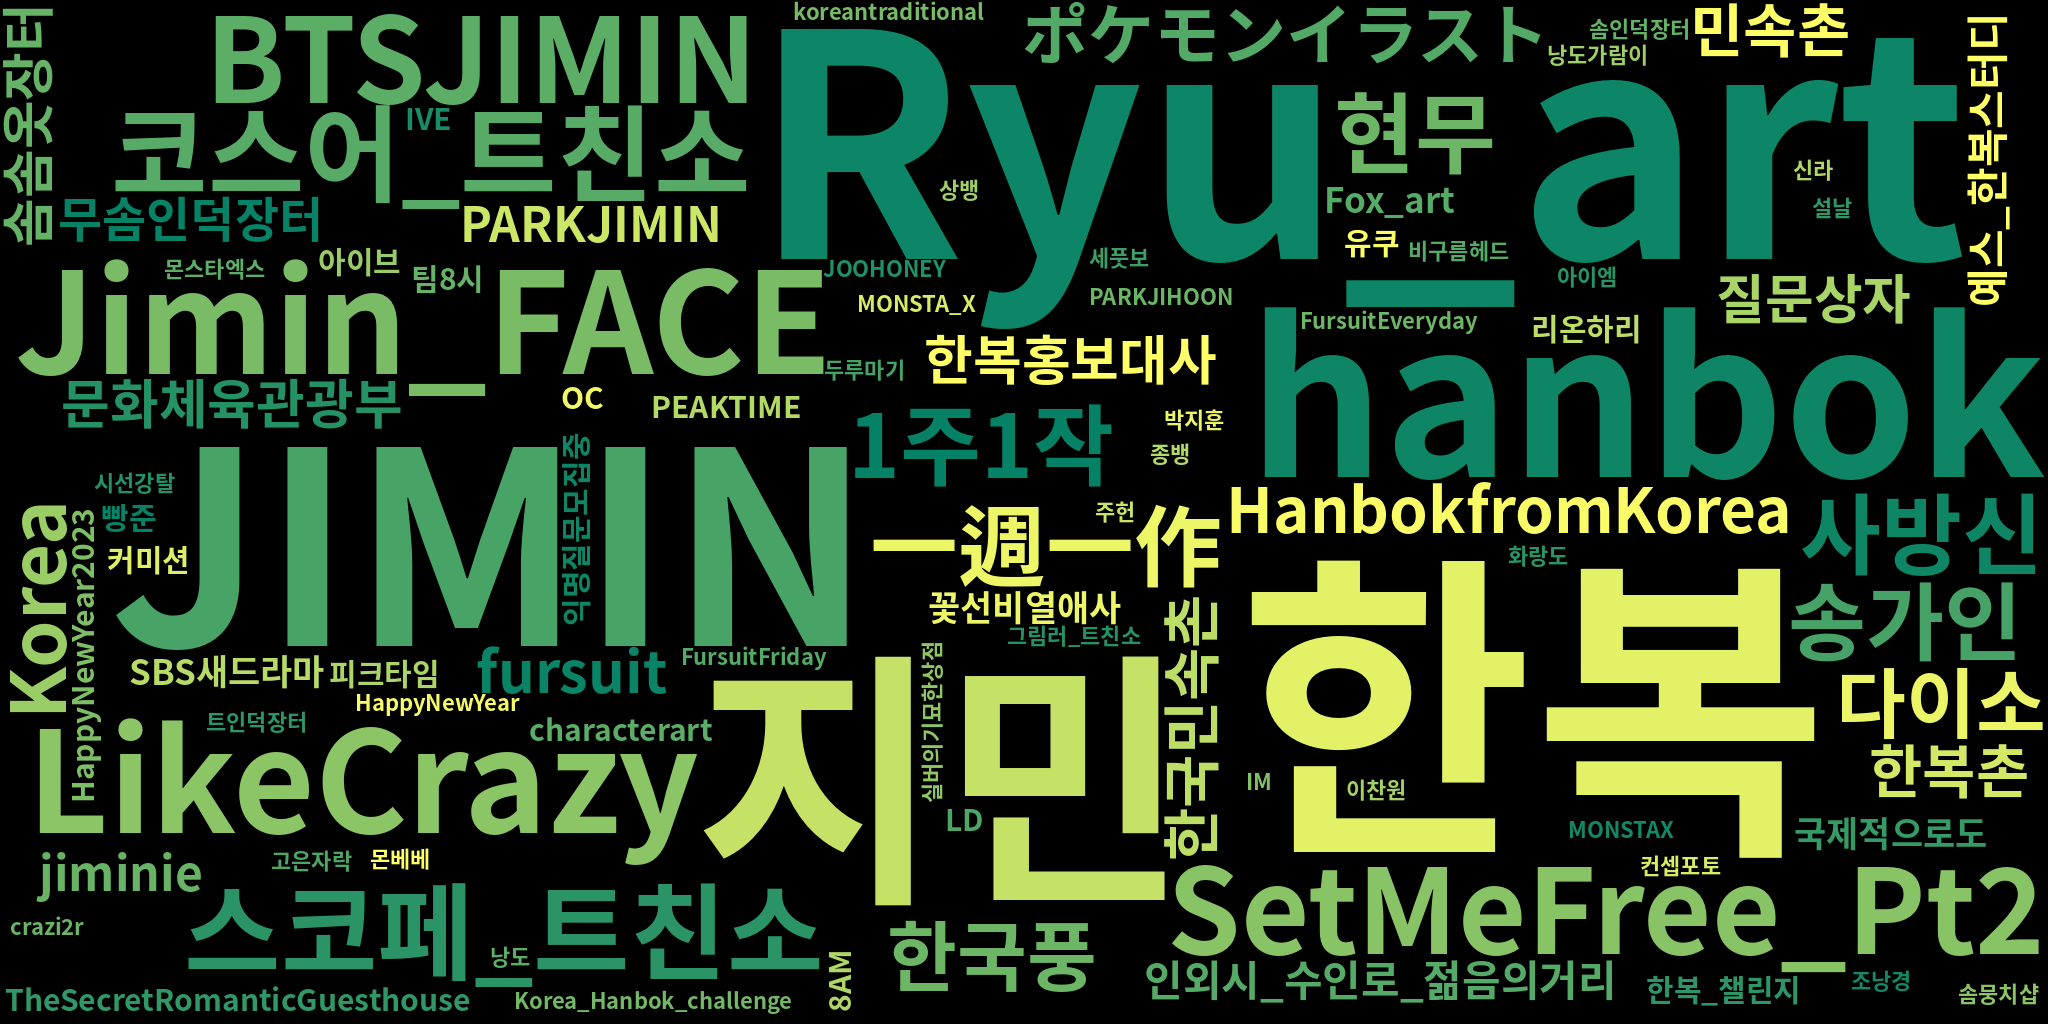 koreantraditional
BTSJIMIN
Ryu_art
ポケモンイラスト
솜인덕장터
민속촌
낭도가람이
예스_한복스터디
솜솜옷장터
코스어_트친소
IVE
현무
신라
설날
상뱅
Fox_art
무솜인덕장터
PARKJIMIN
유쿠
비구름헤드
세풋보
아이엠
아이브
몬스타엑스
팀8시
Jimin_FACE
JOOHONEY
MONSTA_X
PARKJIHOON
질문상자
FursuitEveryday
리온하리
hanbok
한복홍보대사
두루마기
문화체육관광부
OC
PEAKTIME
1주1작
박지훈
종뱅
JIMIN
익명질문모집중
시선강탈
빵준
커미션
Korea
HappyNewYear2023
주헌
一週一作
HanbokfromKorea
사방신
화랑도
꽃선비열애사
그림러_트친소
한국민속촌
한복
송가인
SBS새드라마
피크타임
fursuit
FursuitFriday
실버의기묘한상점
지민
다이소
HappyNewYear
트인덕장터
characterart
한복촌
LikeCrazy
IM
이찬원
LD
MONSTAX
국제적으로도
jiminie
고은자락
몬베베
컨셉포토
SetMeFree_Pt2
스코페_트친소
crazi2r
낭도
한국풍
8AM
인외시_수인로_젊음의거리
한복_챌린지
조낭경
솜뭉치샵
TheSecretRomanticGuesthouse
Korea_Hanbok_challenge